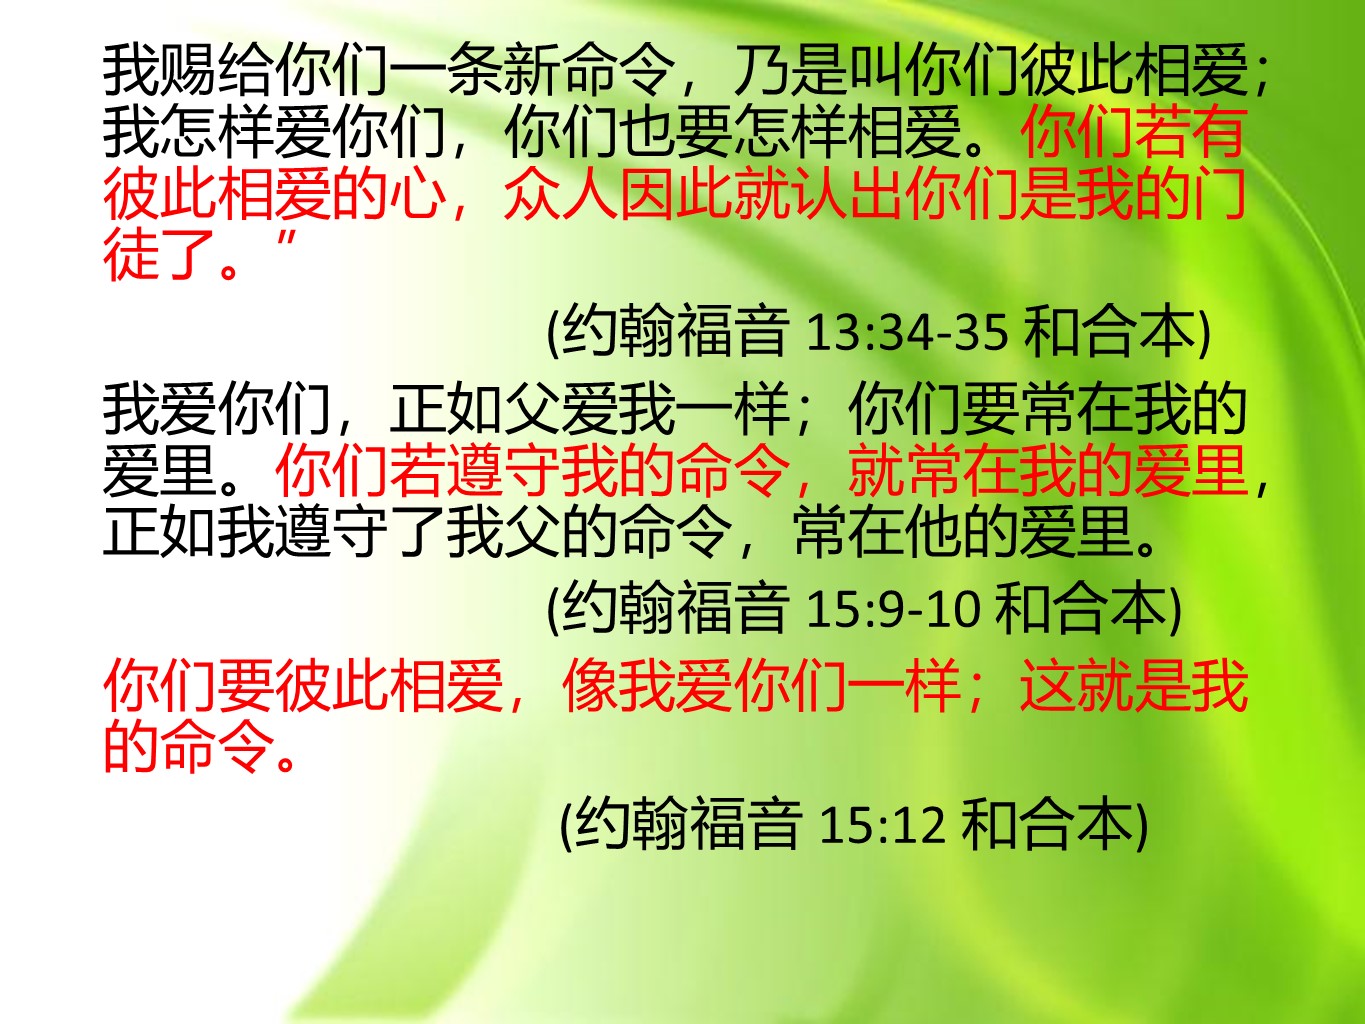 我赐给你们一条新命令，乃是叫你们彼此相爱；
我怎样爱你们，你们也要怎样相爱。你们若有
彼此相爱的心，众人因此就认出你们是我的门
徒了。”
(约翰福音 13:34-35 和合本)
我爱你们，正如父爱我一样；你们要常在我的
爱里。你们若遵守我的命令，就常在我的爱里，
正如我遵守了我父的命令，常在他的爱里。
(约翰福音 15:9-10 和合本)
你们要彼此相爱，像我爱你们一样；这就是我
的命令。
(约翰福音 15:12 和合本)